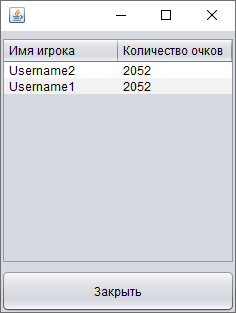 Имя игрока Количество очков
Username2 2052
Username1 2052
Закрыть